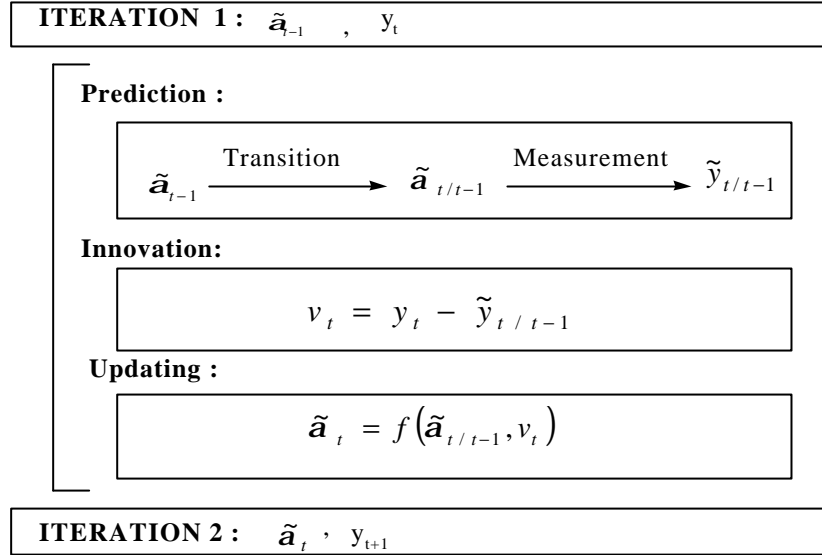 ITERATION 1 : ã_{t−1} , y_t
Prediction :
Transition Measurement
ã_{t−1} ã_{t/t−1} ỹ_{t/t−1}
Innovation:
v_t = y_t − ỹ_{t/t−1}
Updating :
ã_t = f(ã_{t/t−1}, v_t)
ITERATION 2 : ã_t , y_{t+1}